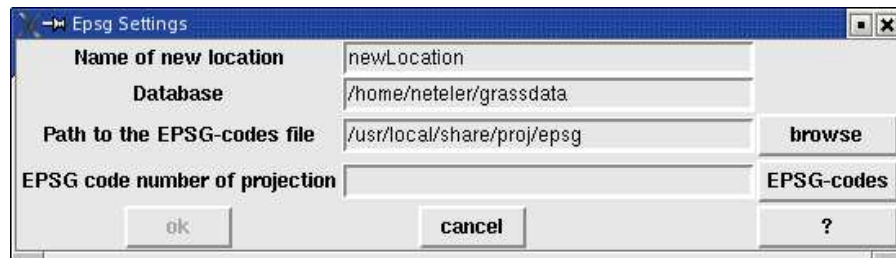 Epsg Settings
Name of new location newLocation
Database /home/neteler/grassdata
Path to the EPSG-codes file /usr/local/share/proj/epsg browse
EPSG code number of projection EPSG-codes
ok cancel ?